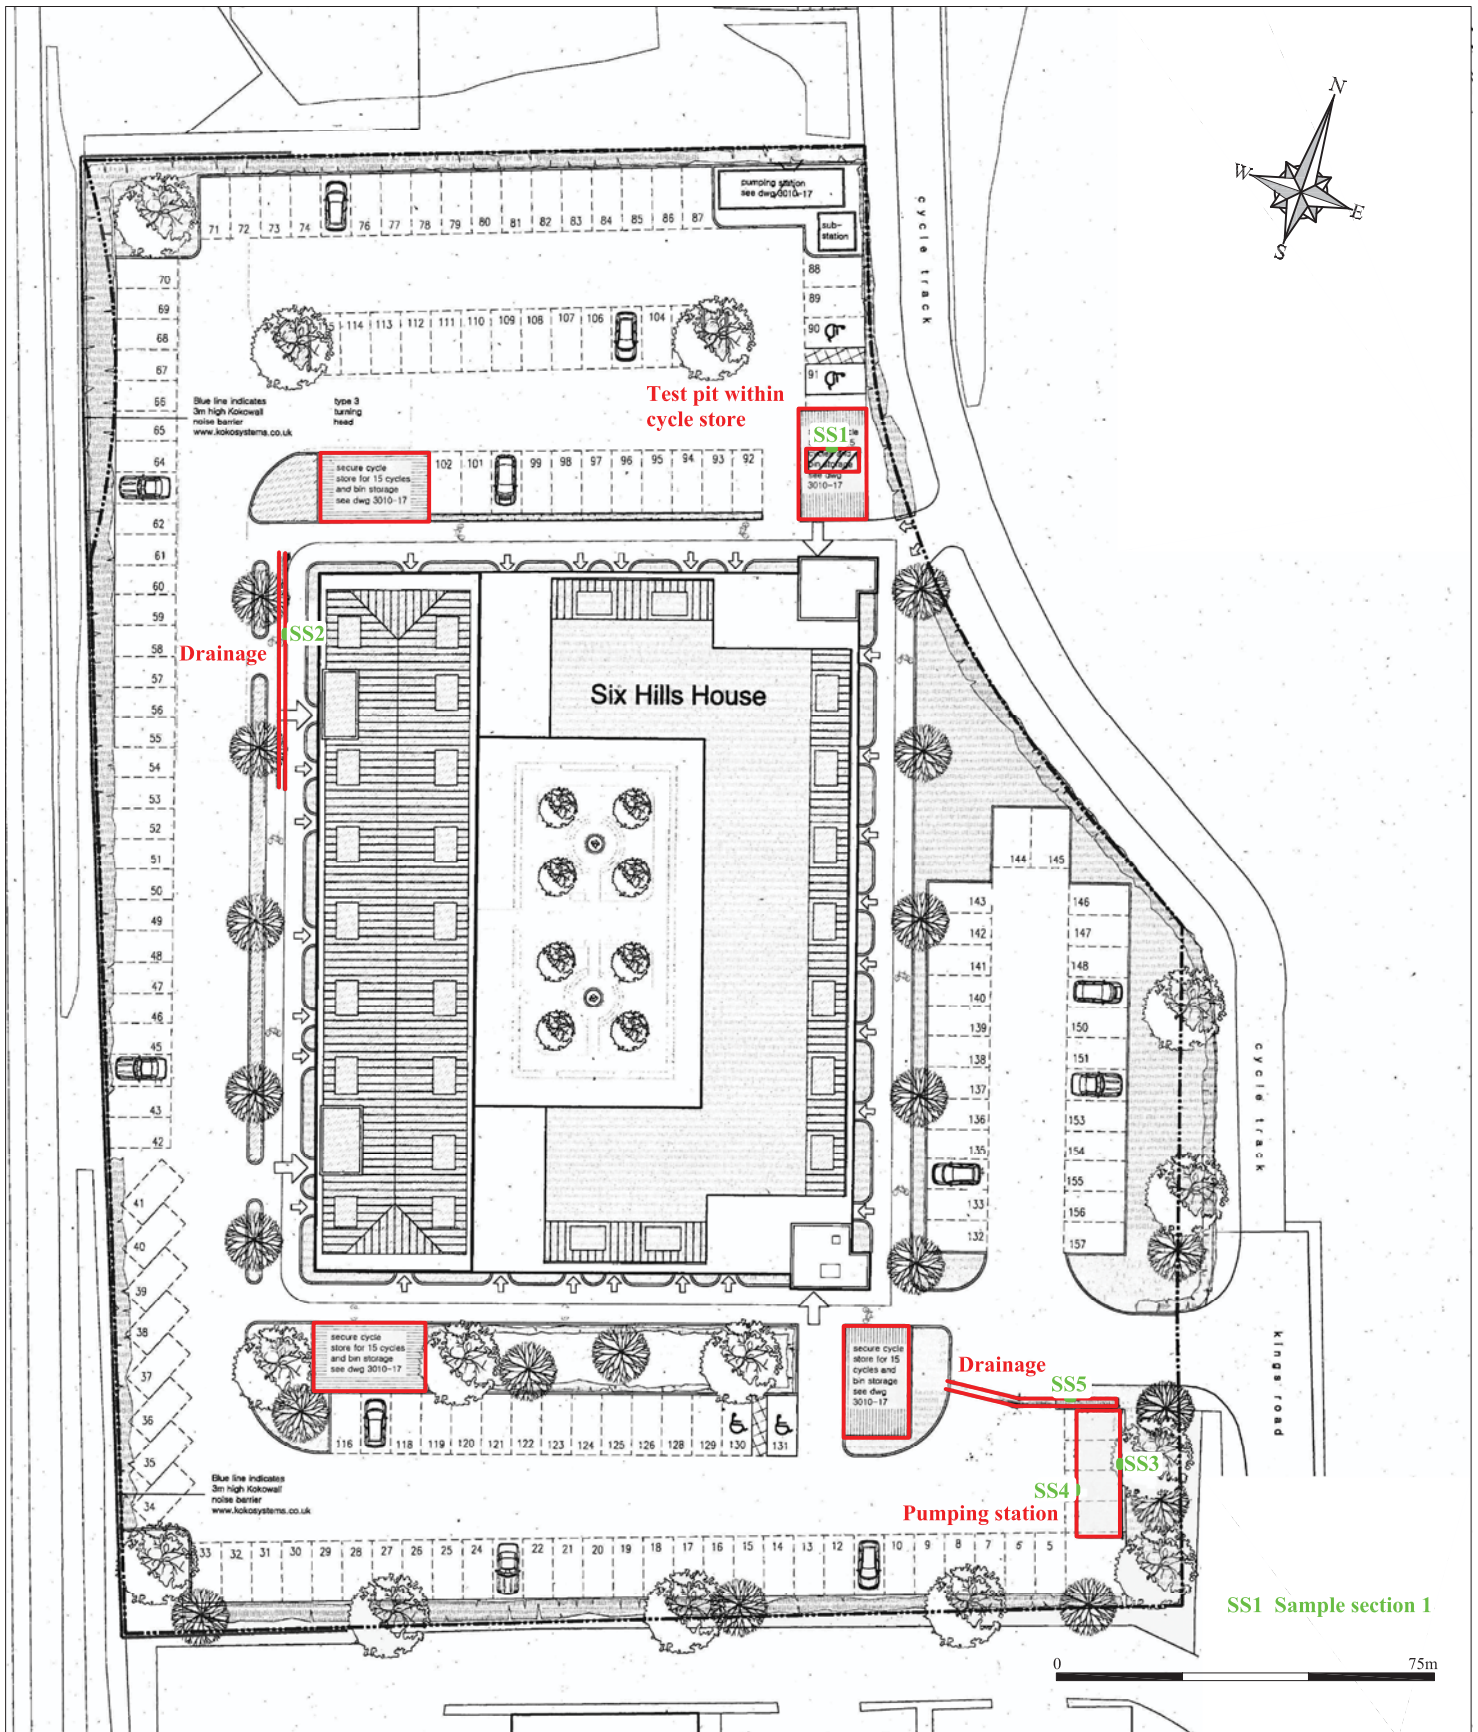 N
W
E
S
pumping station
see dwg 3010-17
sub-
station
71 72 73 74 76 77 78 79 80 81 82 83 84 85 86 87
cycle track
70
69
68
67
66
65
64
62
61
60
59
58
57
56
55
54
53
52
51
50
49
48
47
46
45
43
42
41
40
39
38
37
36
35
34
88
89
90
91
114 113 112 111 110 109 108 107 106 104
Blue line indicates
3m high Kokowall
noise barrier
www.kokosystems.co.uk
type 3
turning
head
Test pit within
cycle store
SS1
bin storage
see dwg
3010-17
secure cycle
store for 15 cycles
and bin storage
see dwg 3010-17
102 101 99 98 97 96 95 94 93 92
SS2
Drainage
Six Hills House
144 145
143
142
141
140
139
138
137
136
135
133
132
146
147
148
150
151
153
154
155
156
157
cycle track
kings road
secure cycle
store for 15 cycles
and bin storage
see dwg 3010-17
secure cycle
store for 15
cycles and
bin storage
see dwg
3010-17
Drainage
SS5
SS3
SS4
Pumping station
116 118 119 120 121 122 123 124 125 126 128 129 130 131
Blue line indicates
3m high Kokowall
noise barrier
www.kokosystems.co.uk
33 32 31 30 29 28 27 26 25 24 22 21 20 19 18 17 16 15 14 13 12 10 9 8 7 6 5
SS1 Sample section 1
0 75m